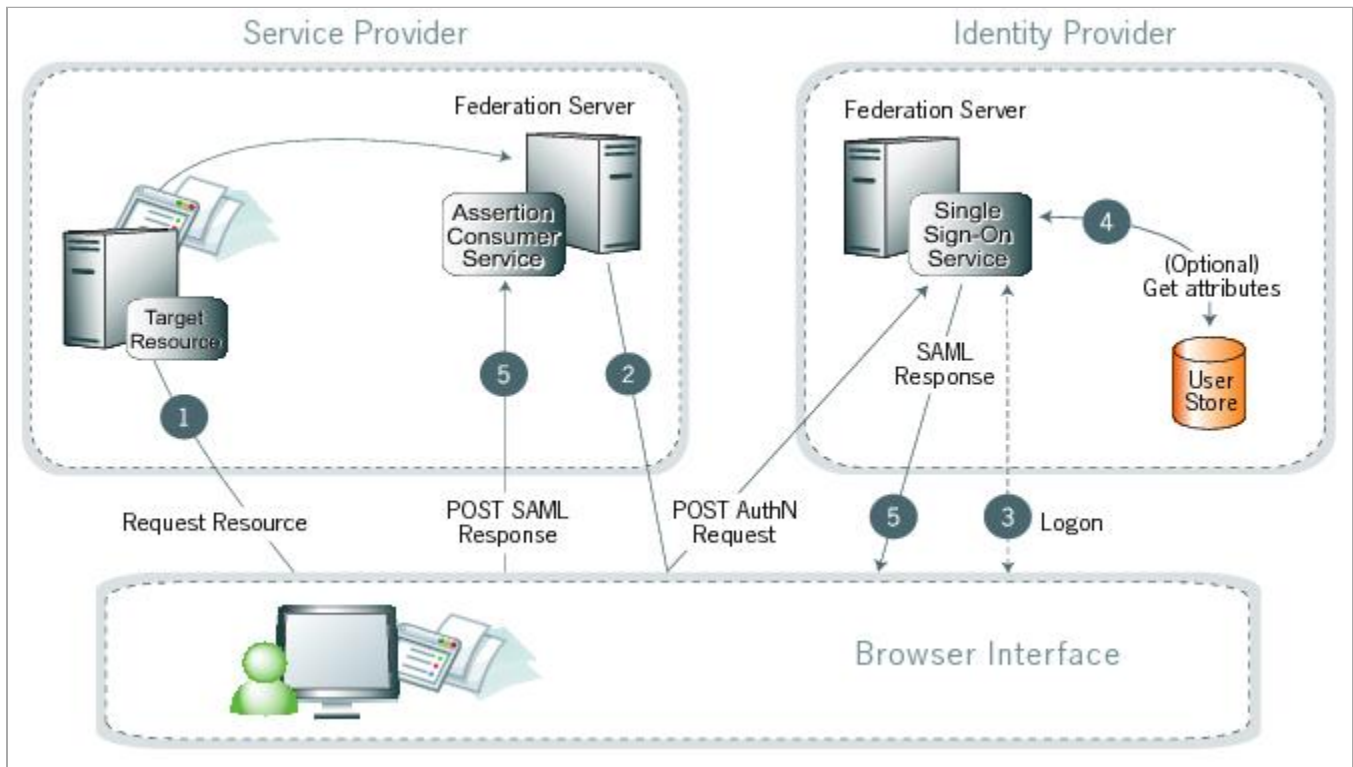 Service Provider
Identity Provider
Federation Server
Federation Server
Assertion
Consumer
Service
Single
Sign-On
Service
4
(Optional)
Get attributes
Target
Resource
SAML
Response
User
Store
1
5
2
Request Resource
POST SAML
Response
POST AuthN
Request
5
3
Logon
Browser Interface